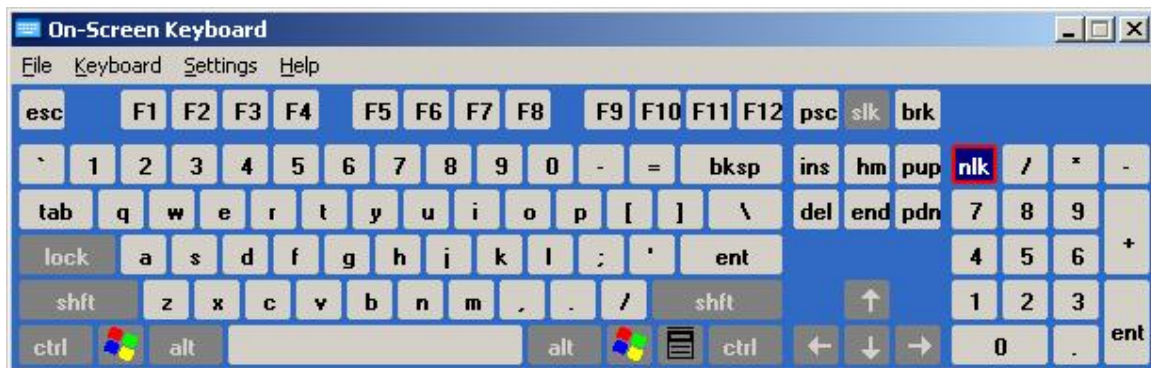 On-Screen Keyboard
File Keyboard Settings Help
esc F1 F2 F3 F4 F5 F6 F7 F8 F9 F10 F11 F12 psc slk brk
` 1 2 3 4 5 6 7 8 9 0 - = bksp ins hm pup nlk / * -
tab q w e r t y u i o p [ ] \ del end pdn 7 8 9 +
lock a s d f g h j k l ; ' ent 4 5 6
shft z x c v b n m , . / shft ↑ 1 2 3 ent
ctrl alt alt ctrl ← ↓ → 0 .